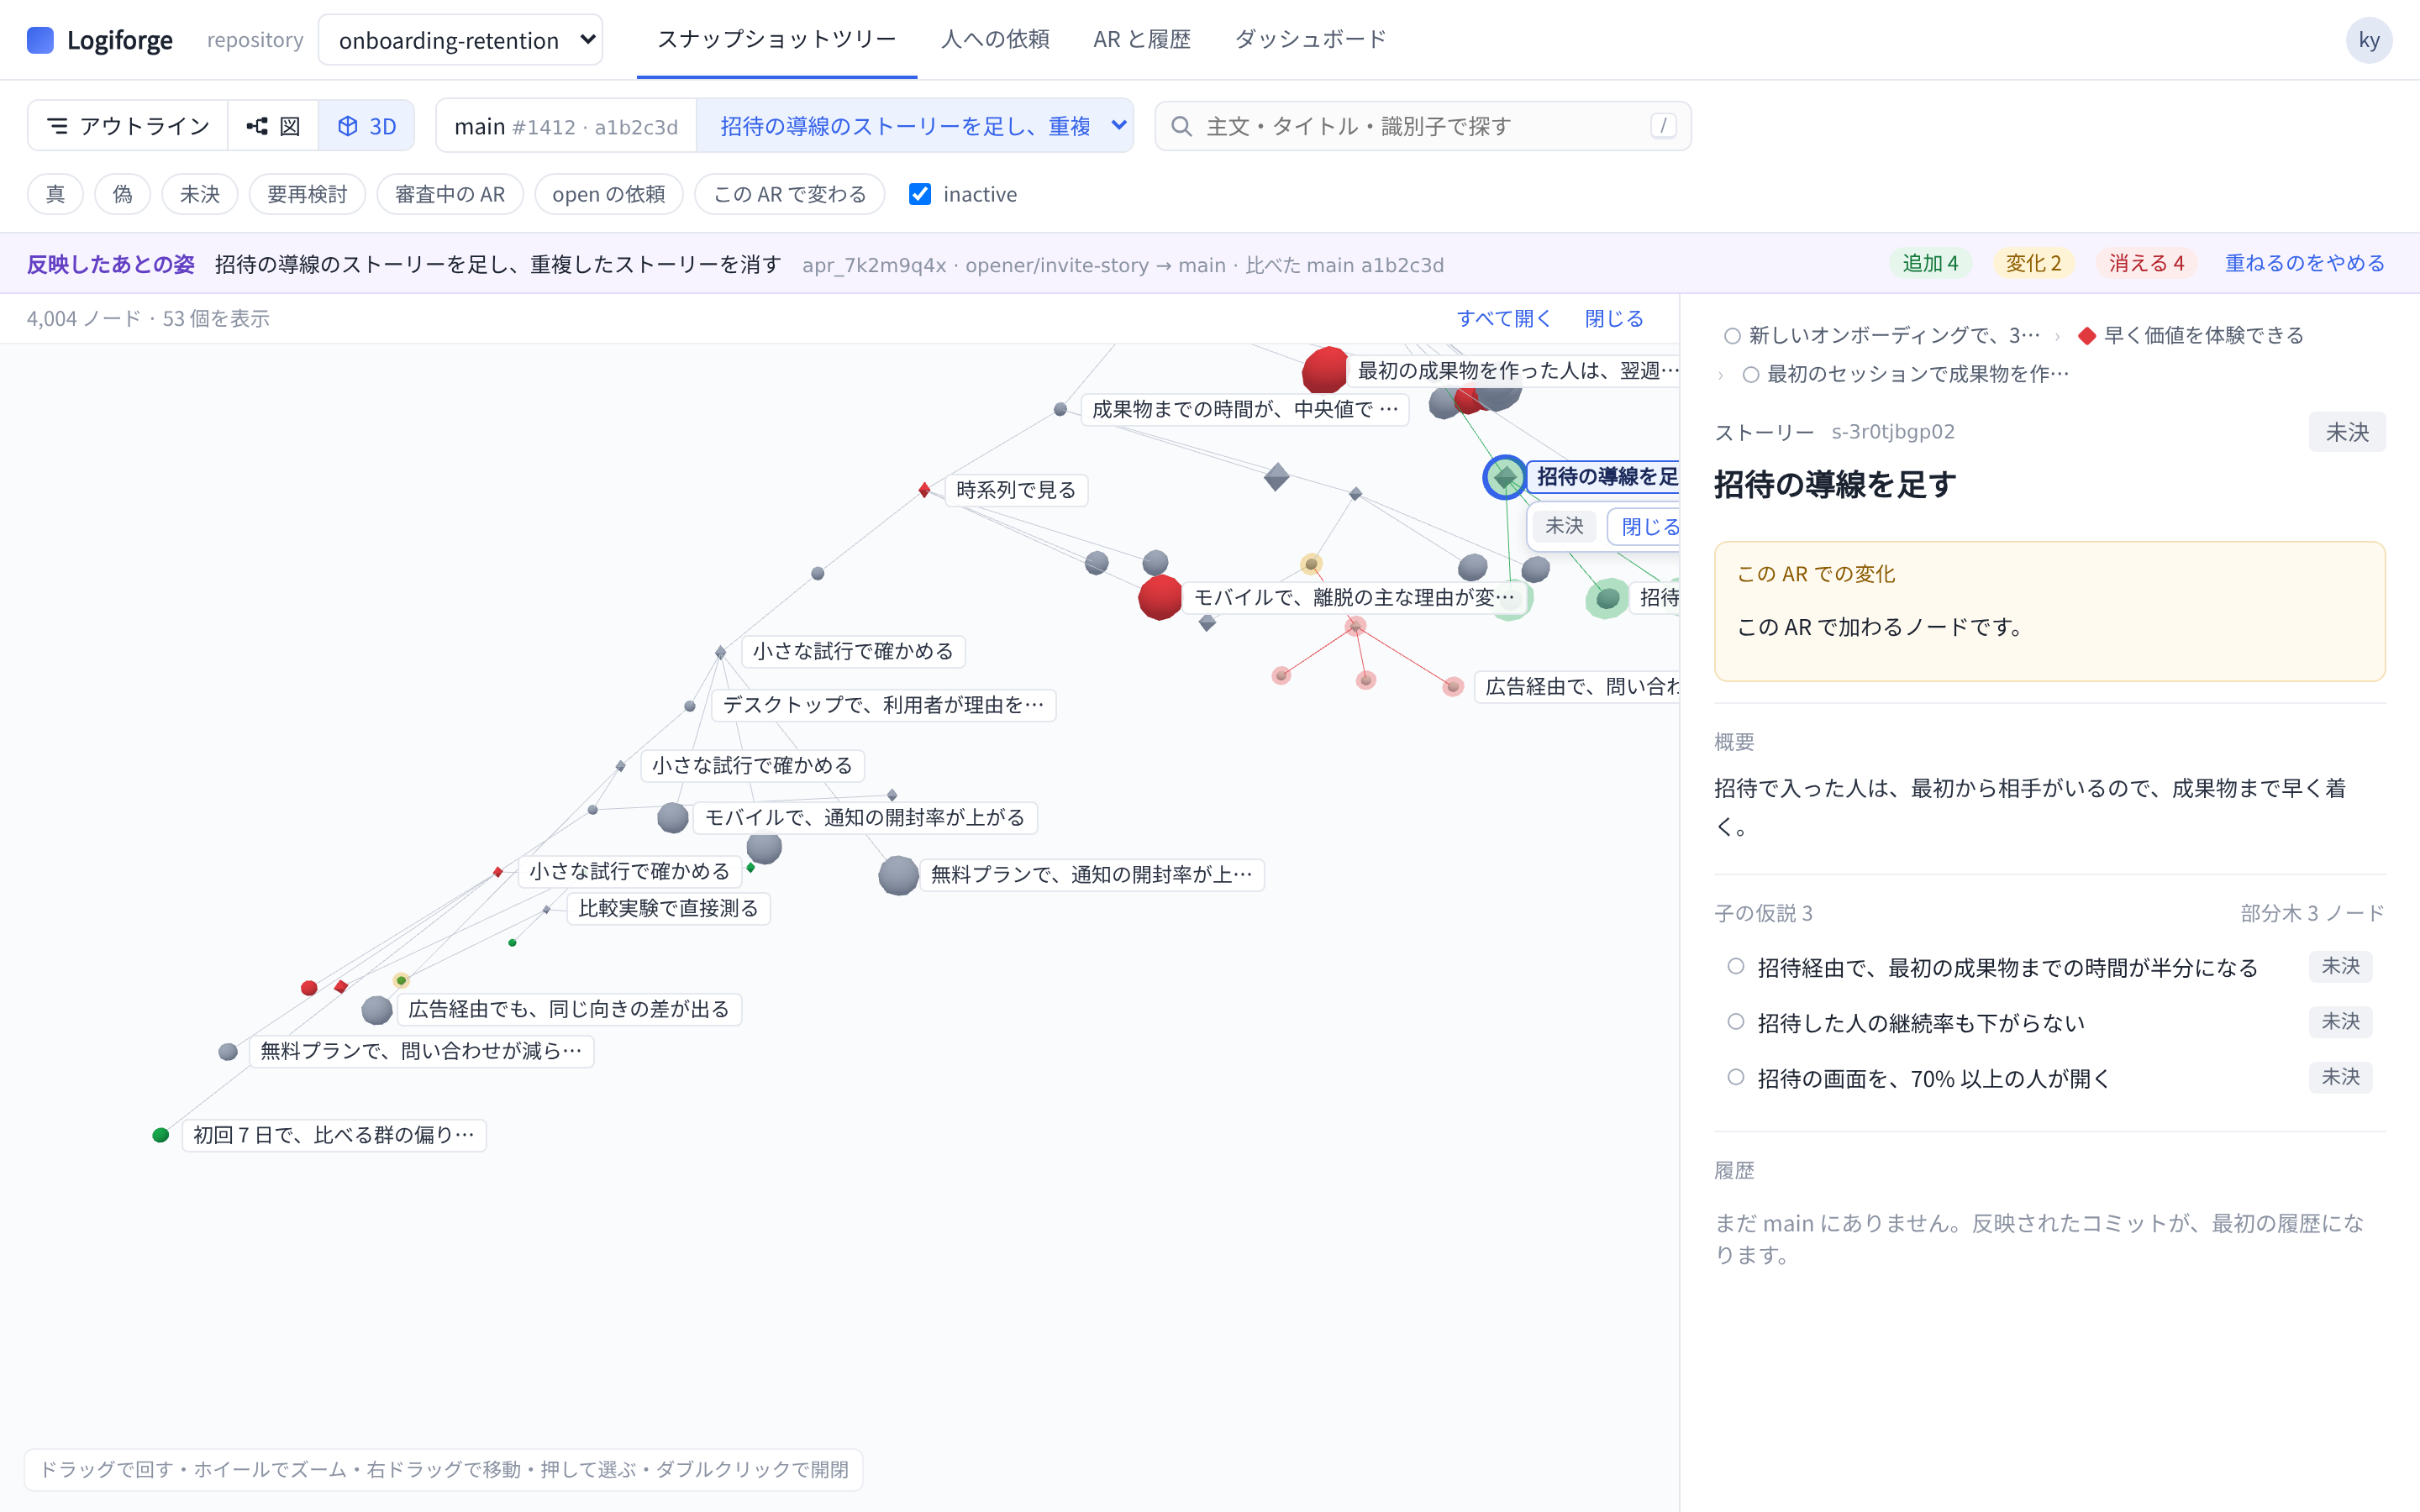 Logiforge repository onboarding-retention スナップショットツリー 人への依頼 AR と履歴 ダッシュボード ky
アウトライン 図 3D main #1412 · a1b2c3d 招待の導線のストーリーを足し、重複 主文・タイトル・識別子で探す /
真 偽 未決 要再検討 審査中の AR open の依頼 この AR で変わる inactive
反映したあとの姿 招待の導線のストーリーを足し、重複したストーリーを消す apr_7k2m9q4x · opener/invite-story → main · 比べた main a1b2c3d 追加 4 変化 2 消える 4 重ねるのをやめる
4,004 ノード · 53 個を表示 すべて開く 閉じる
最初の成果物を作った人は、翌週…
成果物までの時間が、中央値で …
招待の導線を足
時系列で見る
未決 閉じる
モバイルで、離脱の主な理由が変…
招待
小さな試行で確かめる
広告経由で、問い合わ
デスクトップで、利用者が理由を…
小さな試行で確かめる
モバイルで、通知の開封率が上がる
小さな試行で確かめる
無料プランで、通知の開封率が上…
比較実験で直接測る
広告経由でも、同じ向きの差が出る
無料プランで、問い合わせが減ら…
初回 7 日で、比べる群の偏り…
ドラッグで回す・ホイールでズーム・右ドラッグで移動・押して選ぶ・ダブルクリックで開閉
新しいオンボーディングで、3… › 早く価値を体験できる
› 最初のセッションで成果物を作…
ストーリー s-3r0tjbgp02 未決
招待の導線を足す
この AR での変化
この AR で加わるノードです。
概要
招待で入った人は、最初から相手がいるので、成果物まで早く着
く。
子の仮説 3 部分木 3 ノード
招待経由で、最初の成果物までの時間が半分になる 未決
招待した人の継続率も下がらない 未決
招待の画面を、70% 以上の人が開く 未決
履歴
まだ main にありません。反映されたコミットが、最初の履歴にな
ります。